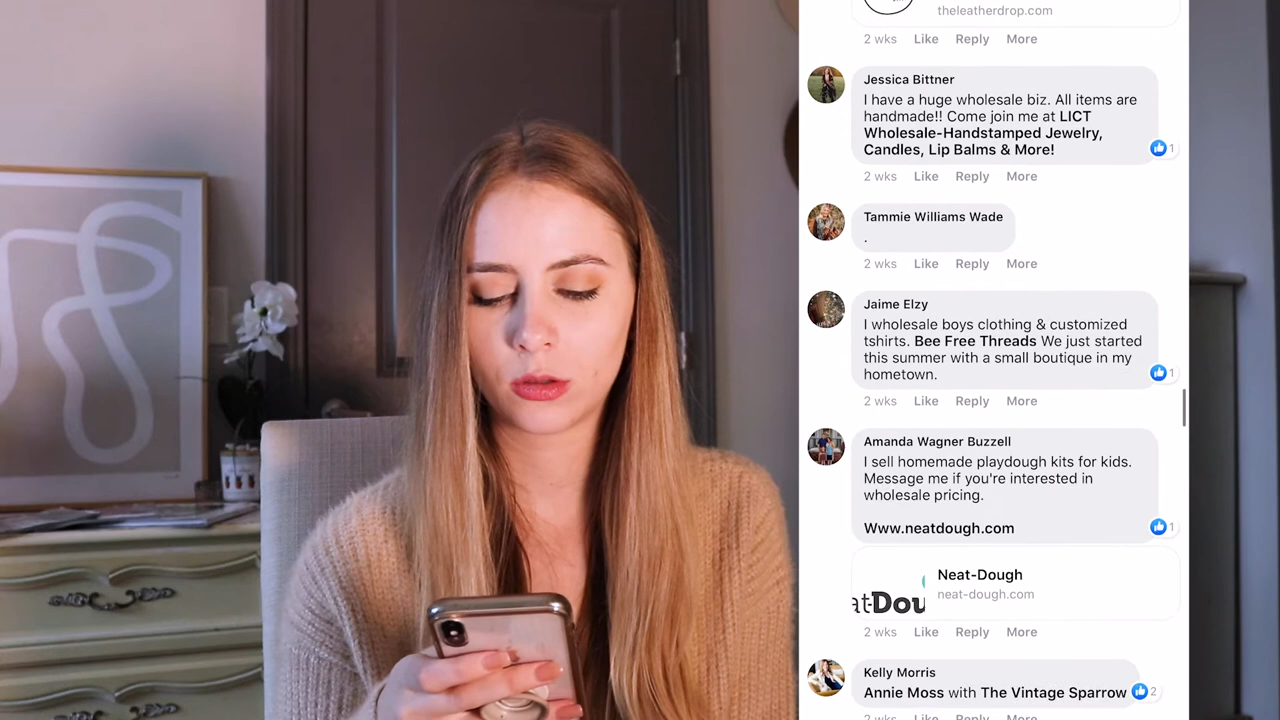 theleatherdrop.com
2 wks Like Reply More
Jessica Bittner
I have a huge wholesale biz. All items are
handmade!! Come join me at LICT
Wholesale-Handstamped Jewelry,
Candles, Lip Balms & More!
1
2 wks Like Reply More
Tammie Williams Wade
.
2 wks Like Reply More
Jaime Elzy
I wholesale boys clothing & customized
tshirts. Bee Free Threads We just started
this summer with a small boutique in my
hometown.
1
2 wks Like Reply More
Amanda Wagner Buzzell
I sell homemade playdough kits for kids.
Message me if you're interested in
wholesale pricing.
Www.neatdough.com
1
atDou
Neat-Dough
neat-dough.com
2 wks Like Reply More
Kelly Morris
Annie Moss with The Vintage Sparrow
2
2 wks Like Reply More